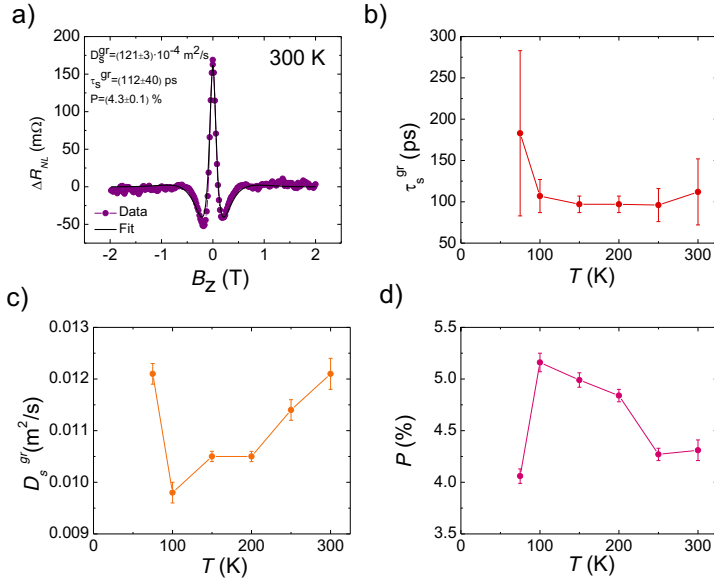 a)
D_s^gr=(121±3)·10^-4 m²/s
τ_s^gr=(112±40) ps
P=(4.3±0.1) %
300 K
200
150
100
50
0
-50
ΔR_NL (mΩ)
Data
Fit
-2
-1
0
1
2
B_z (T)
b)
300
250
200
150
100
50
τ_s^gr (ps)
0
100
200
300
T (K)
c)
0.013
0.012
0.011
0.010
0.009
D_s^gr(m²/s)
0
100
200
300
T (K)
d)
5.5
5.0
4.5
4.0
3.5
P (%)
0
100
200
300
T (K)